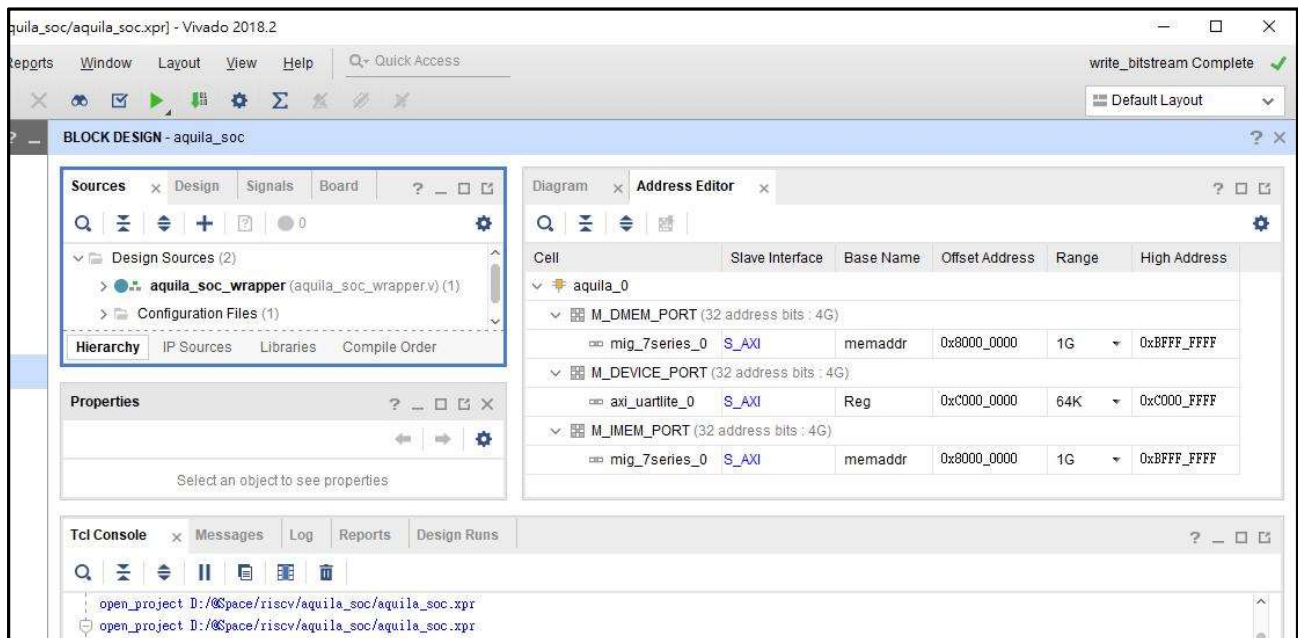 quila_soc/aquila_soc.xpr] - Vivado 2018.2
Reports Window Layout View Help Quick Access write_bitstream Complete
Default Layout
BLOCK DESIGN - aquila_soc
Sources Design Signals Board
0
Design Sources (2)
aquila_soc_wrapper (aquila_soc_wrapper.v) (1)
Configuration Files (1)
Hierarchy IP Sources Libraries Compile Order
Properties
Select an object to see properties
Diagram Address Editor
Cell Slave Interface Base Name Offset Address Range High Address
aquila_0
M_DMEM_PORT (32 address bits : 4G)
mig_7series_0 S_AXI memaddr 0x8000_0000 1G 0xBFFF_FFFF
M_DEVICE_PORT (32 address bits : 4G)
axi_uartlite_0 S_AXI Reg 0xC000_0000 64K 0xC000_FFFF
M_IMEM_PORT (32 address bits : 4G)
mig_7series_0 S_AXI memaddr 0x8000_0000 1G 0xBFFF_FFFF
Tcl Console Messages Log Reports Design Runs
open_project D:/@Space/riscv/aquila_soc/aquila_soc.xpr
open_project D:/@Space/riscv/aquila_soc/aquila_soc.xpr